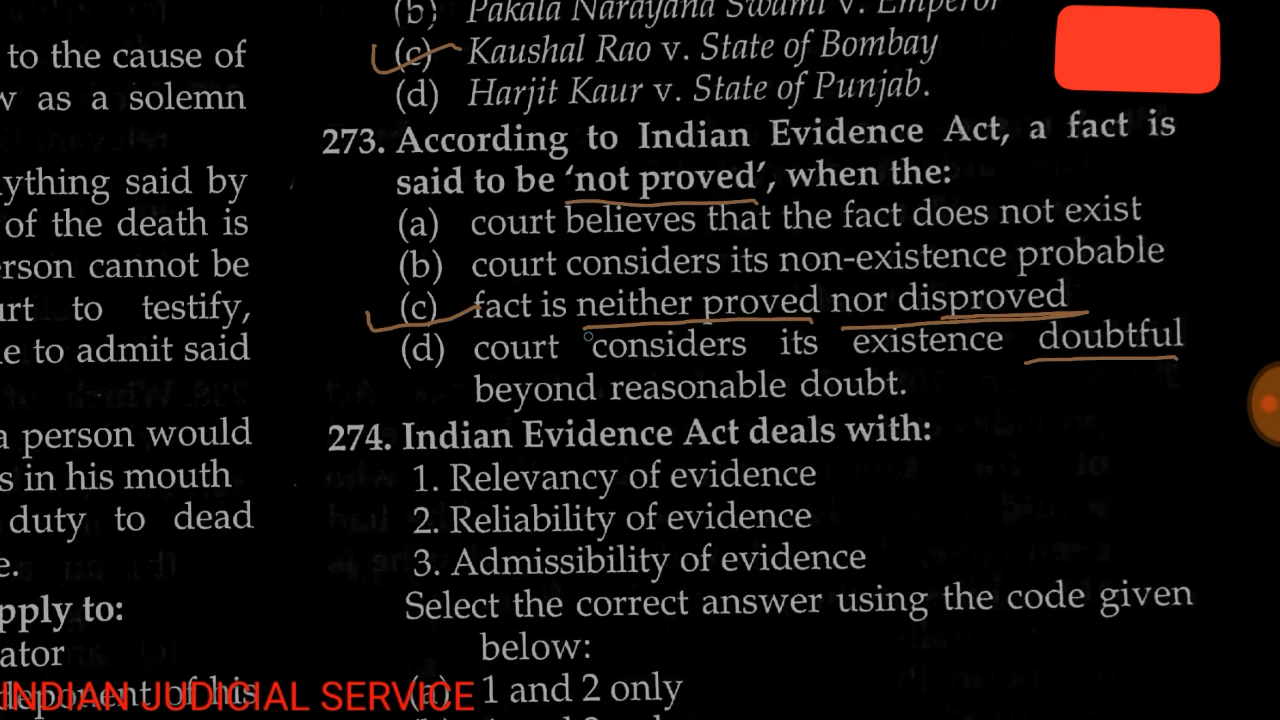 to the cause of
w as a solemn
ything said by
of the death is
erson cannot be
urt to testify,
e to admit said
a person would
s in his mouth
duty to dead
e.
pply to:
ator
deponent of his
(b) Pakala Narayana Swami v. Emperor
(c) Kaushal Rao v. State of Bombay
(d) Harjit Kaur v. State of Punjab.
273. According to Indian Evidence Act, a fact is
said to be ‘not proved’, when the:
(a) court believes that the fact does not exist
(b) court considers its non-existence probable
(c) fact is neither proved nor disproved
(d) court considers its existence doubtful
beyond reasonable doubt.
274. Indian Evidence Act deals with:
1. Relevancy of evidence
2. Reliability of evidence
3. Admissibility of evidence
Select the correct answer using the code given
below:
(a) 1 and 2 only
INDIAN JUDICIAL SERVICE